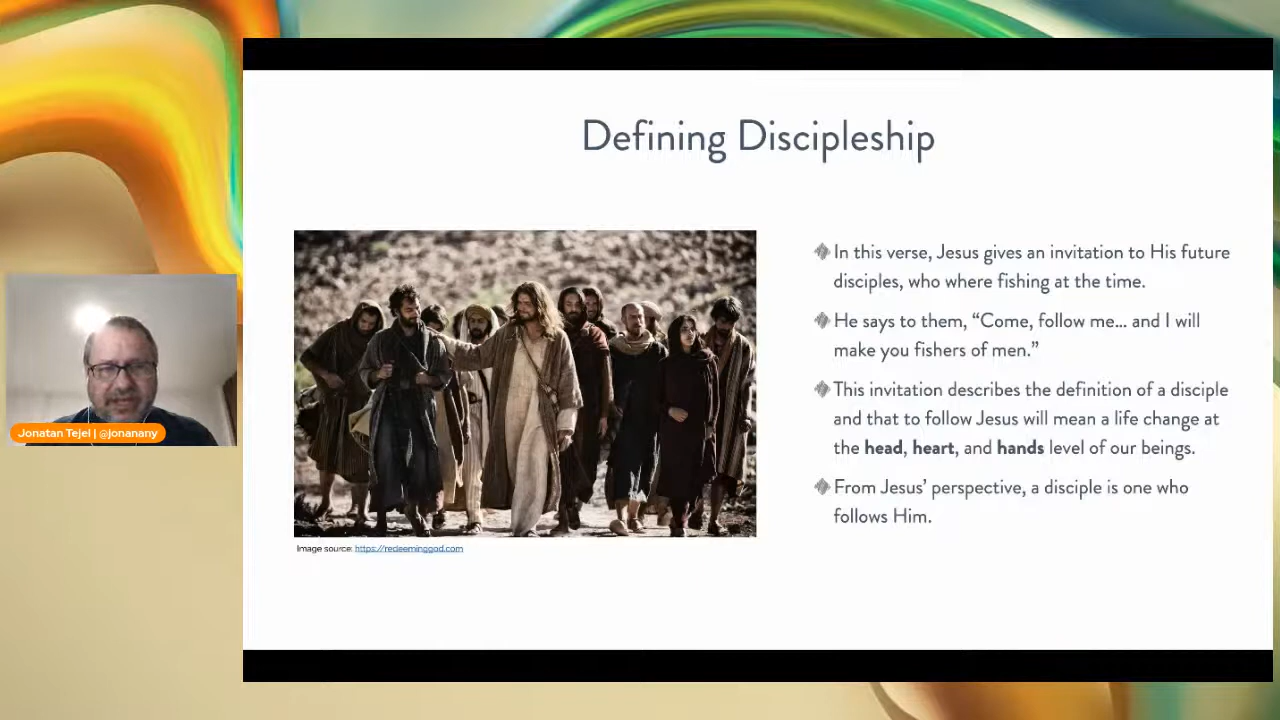 Defining Discipleship
In this verse, Jesus gives an invitation to His future
disciples, who where fishing at the time.
He says to them, “Come, follow me... and I will
make you fishers of men.”
This invitation describes the definition of a disciple
and that to follow Jesus will mean a life change at
the head, heart, and hands level of our beings.
From Jesus’ perspective, a disciple is one who
follows Him.
Image source: https://redeeminggod.com
Jonatan Tejel | @jonanany